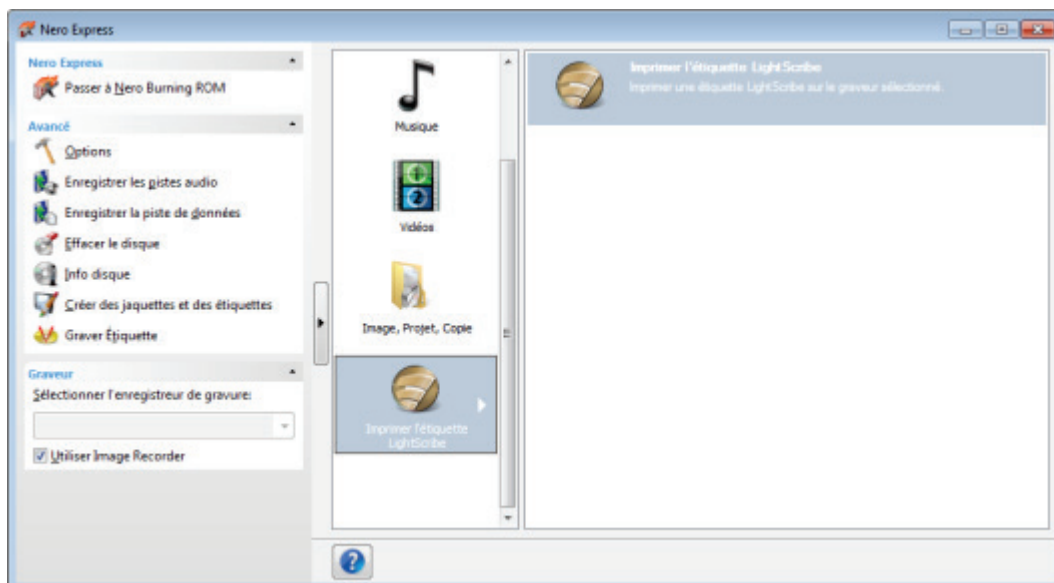 Nero Express
Nero Express
Passer à Nero Burning ROM
Avancé
Options
Enregistrer les pistes audio
Enregistrer la piste de données
Effacer le disque
Info disque
Créer des jaquettes et des étiquettes
Graver Étiquette
Graveur
Sélectionner l'enregistreur de gravure:
Utiliser Image Recorder
Musique
1
2
Vidéos
Image, Projet, Copie
Imprimer l'étiquette
LightScribe
Imprimer l'étiquette LightScribe
Imprimer une étiquette LightScribe sur le graveur sélectionné.
?